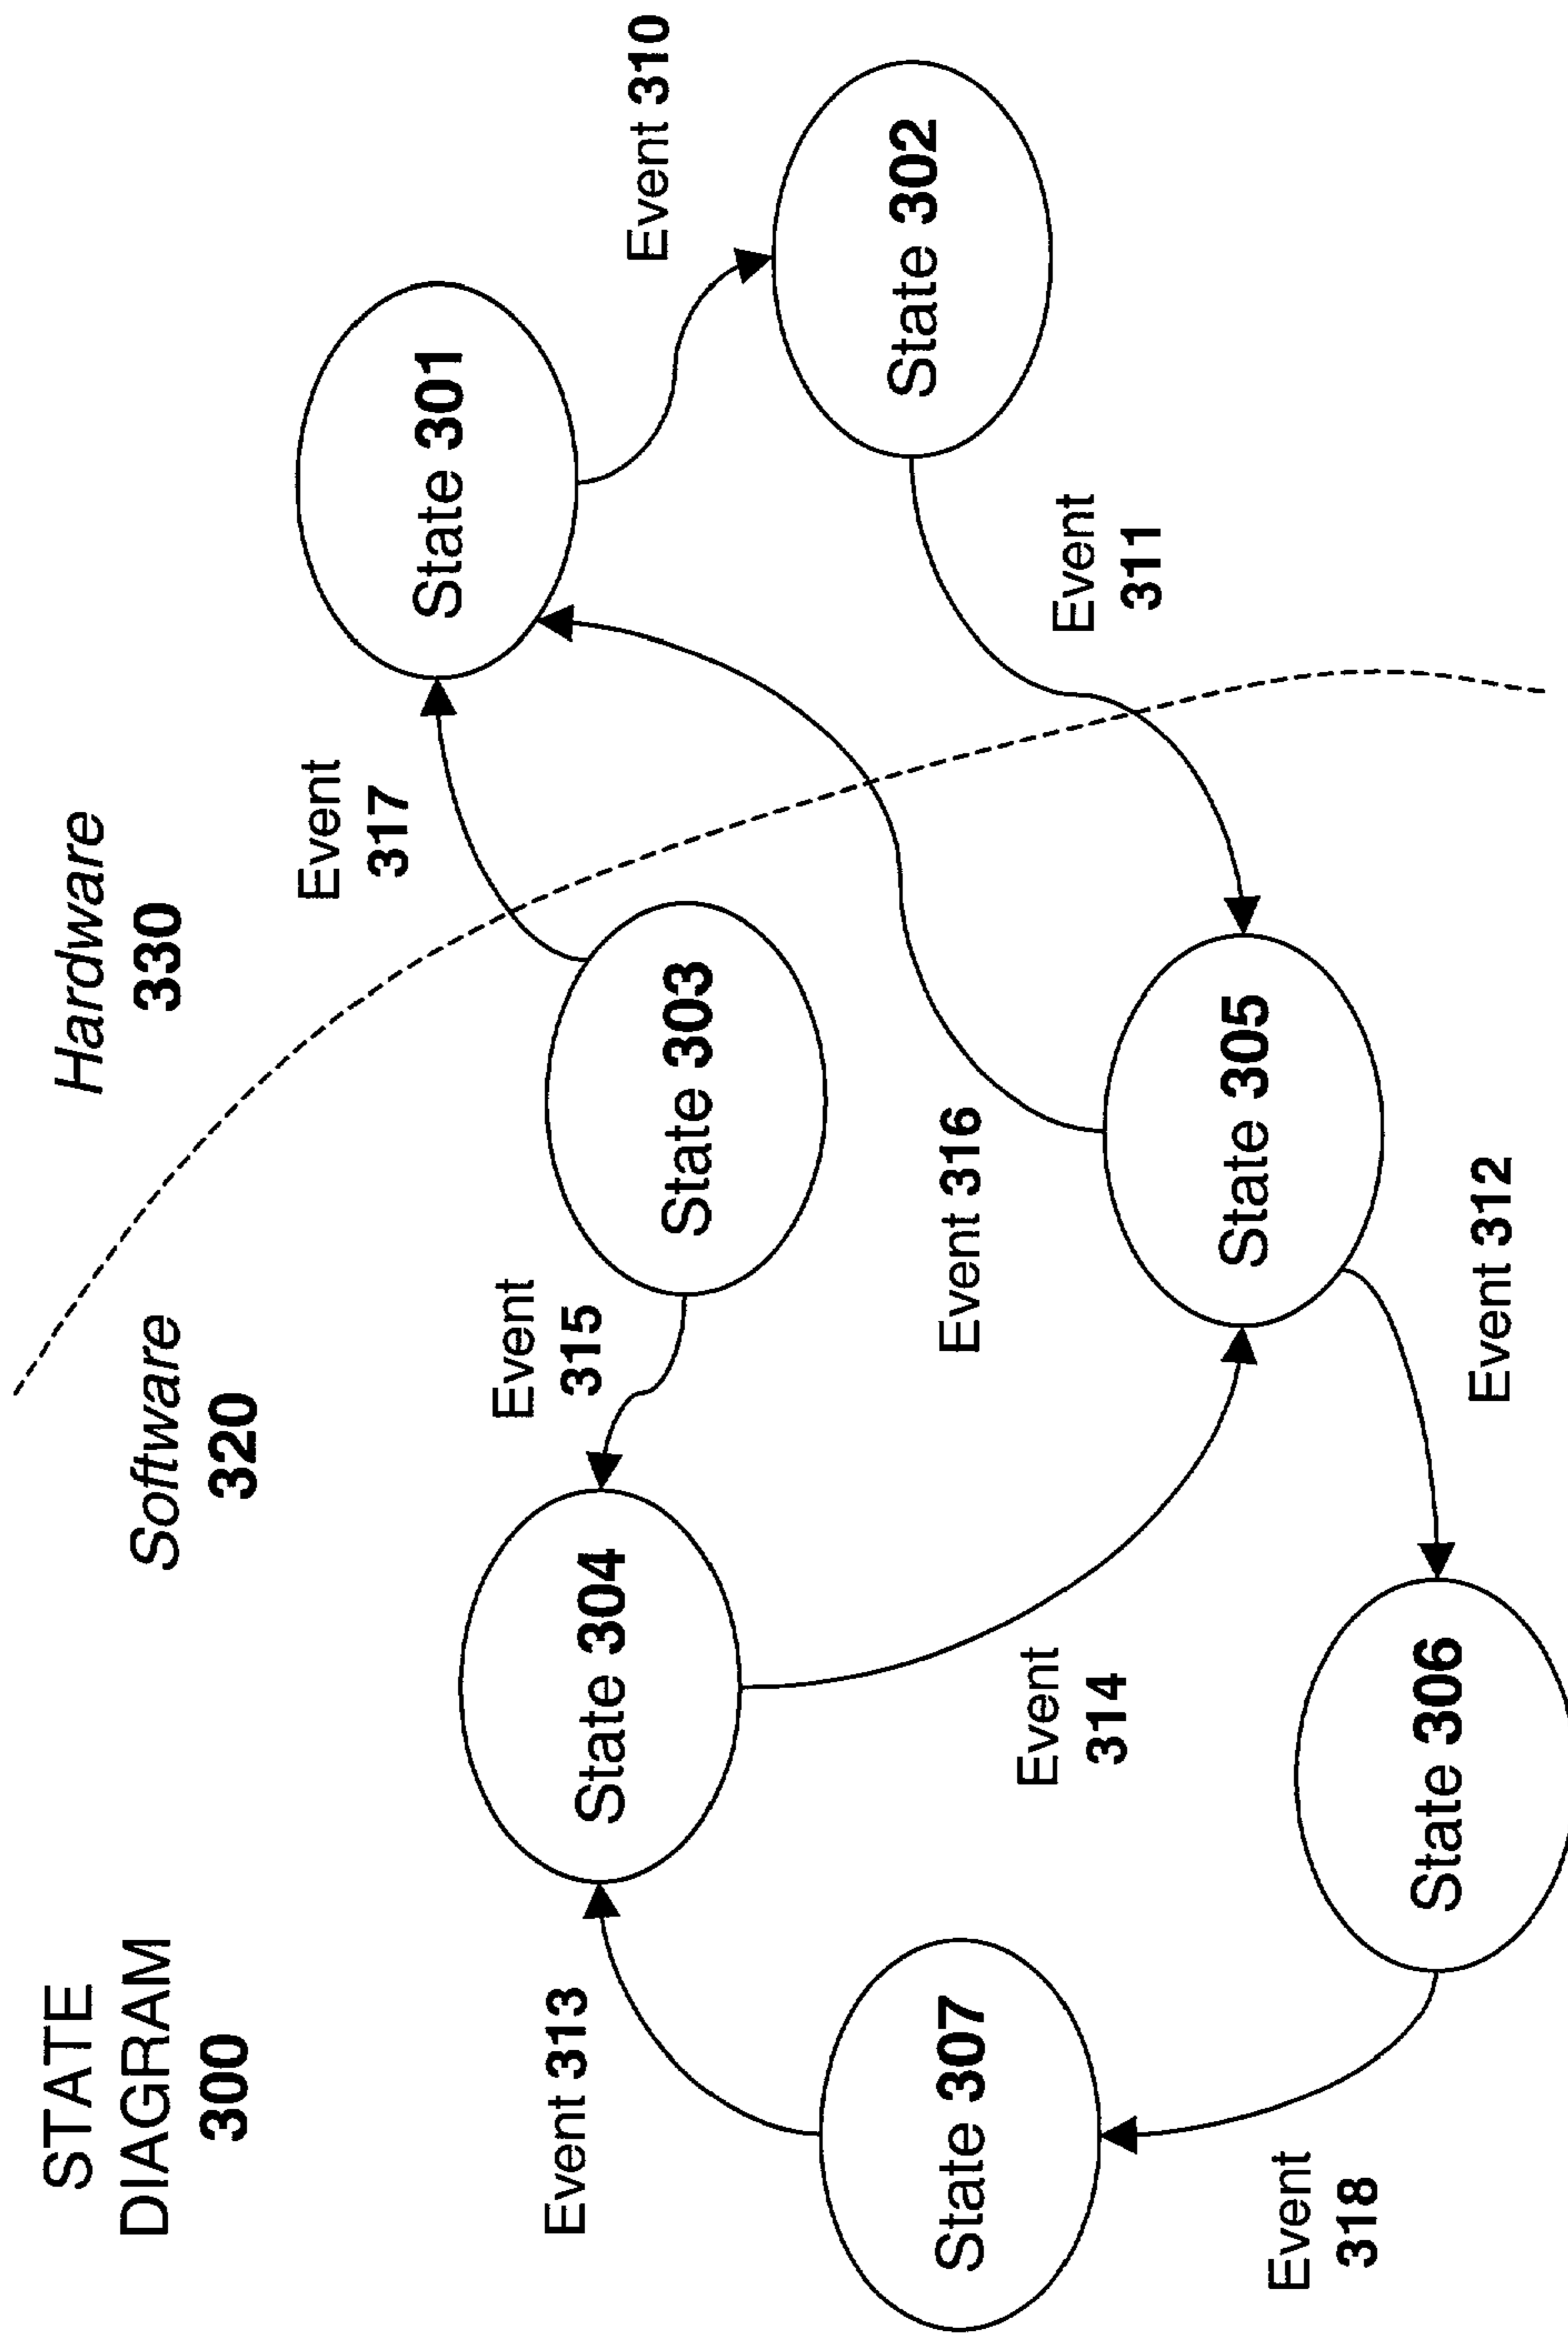 STATE
DIAGRAM
300
Software
320
Hardware
330
Event 313
Event
315
Event
317
Event 310
State 304
State 303
State 301
State 307
Event
314
Event 316
State 302
Event
311
State 305
Event
318
State 306
Event 312